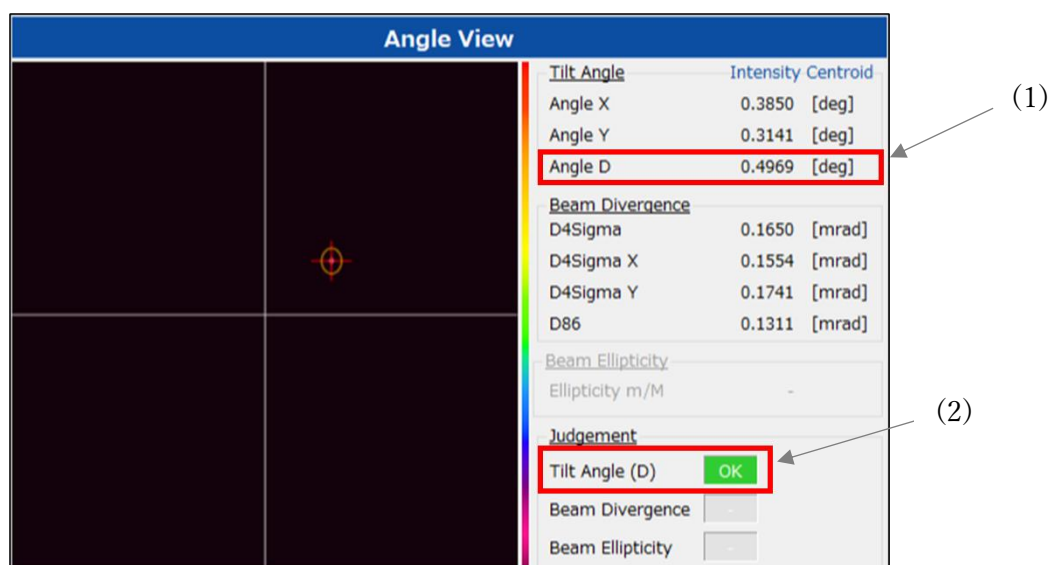 Angle View
Tilt Angle Intensity Centroid
Angle X 0.3850 [deg]
Angle Y 0.3141 [deg]
Angle D 0.4969 [deg]
(1)
Beam Divergence
D4Sigma 0.1650 [mrad]
D4Sigma X 0.1554 [mrad]
D4Sigma Y 0.1741 [mrad]
D86 0.1311 [mrad]
Beam Ellipticity
Ellipticity m/M -
(2)
Judgement
Tilt Angle (D) OK
Beam Divergence -
Beam Ellipticity -